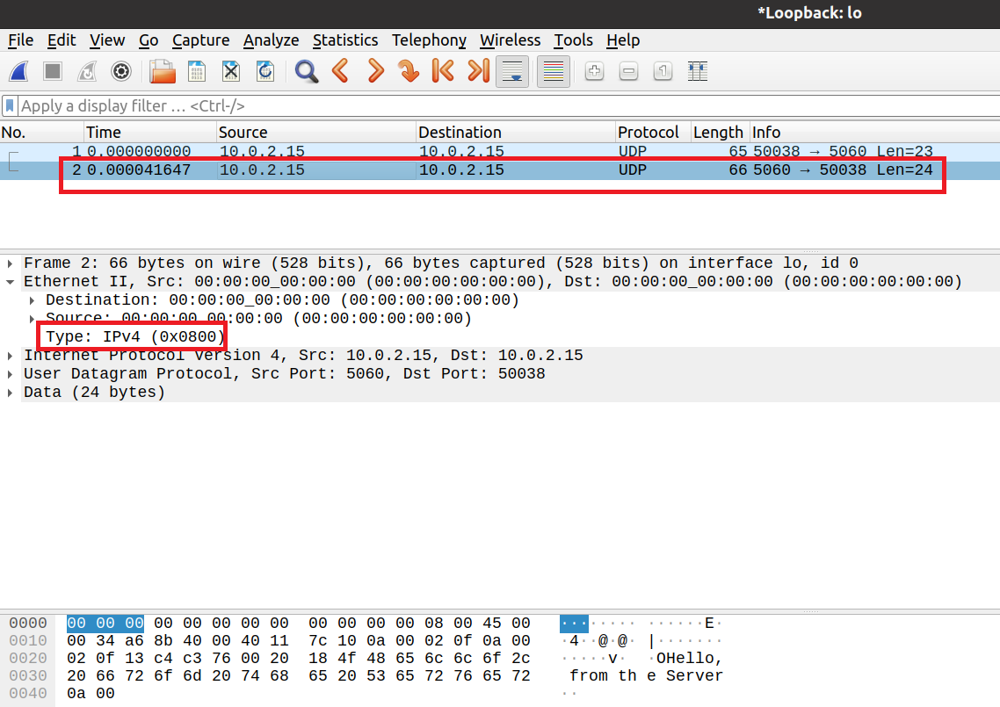 *Loopback: lo
File Edit View Go Capture Analyze Statistics Telephony Wireless Tools Help
Apply a display filter … <Ctrl-/>
No. Time Source Destination Protocol Length Info
1 0.000000000 10.0.2.15 10.0.2.15 UDP 65 50038 → 5060 Len=23
2 0.000041647 10.0.2.15 10.0.2.15 UDP 66 5060 → 50038 Len=24
Frame 2: 66 bytes on wire (528 bits), 66 bytes captured (528 bits) on interface lo, id 0
Ethernet II, Src: 00:00:00_00:00:00 (00:00:00:00:00:00), Dst: 00:00:00_00:00:00 (00:00:00:00:00:00)
Destination: 00:00:00_00:00:00 (00:00:00:00:00:00)
Source: 00:00:00_00:00:00 (00:00:00:00:00:00)
Type: IPv4 (0x0800)
Internet Protocol Version 4, Src: 10.0.2.15, Dst: 10.0.2.15
User Datagram Protocol, Src Port: 5060, Dst Port: 50038
Data (24 bytes)
0000 00 00 00 00 00 00 00 00 00 00 00 00 08 00 45 00 ········ ······E·
0010 00 34 a6 8b 40 00 40 11 7c 10 0a 00 02 0f 0a 00 ·4··@·@· |·······
0020 02 0f 13 c4 c3 76 00 20 18 4f 48 65 6c 6c 6f 2c ·····v· ·OHello,
0030 20 66 72 6f 6d 20 74 68 65 20 53 65 72 76 65 72 from th e Server
0040 0a 00 ··